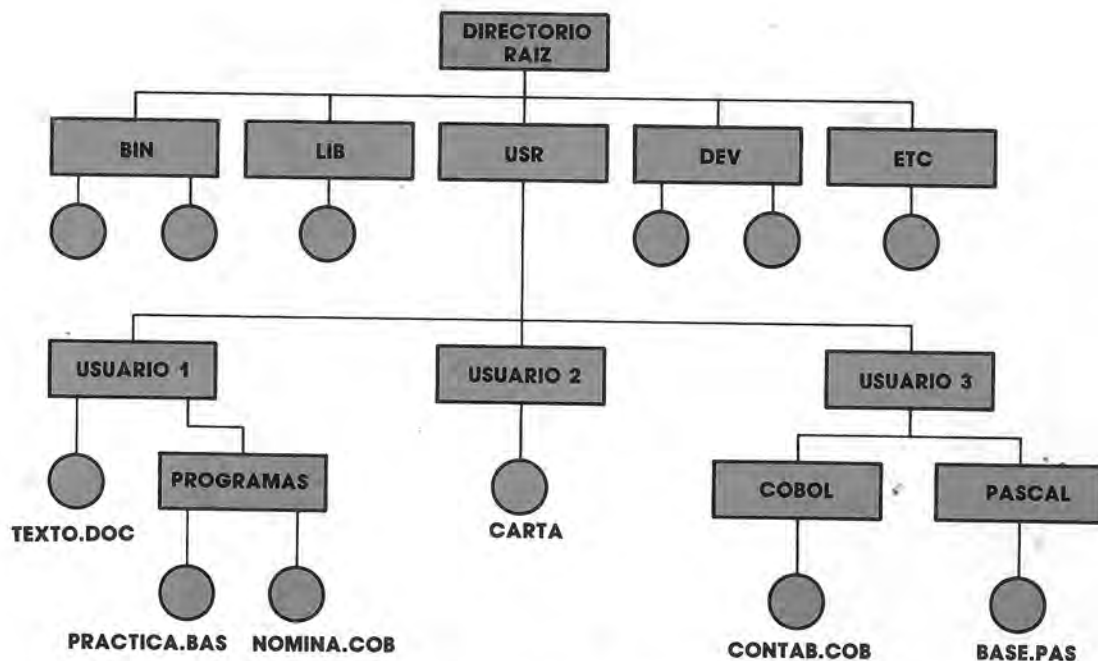 DIRECTORIO
RAIZ
BIN
LIB
USR
DEV
ETC
USUARIO 1
USUARIO 2
USUARIO 3
PROGRAMAS
COBOL
PASCAL
TEXTO.DOC
CARTA
PRACTICA.BAS
NOMINA.COB
CONTAB.COB
BASE.PAS